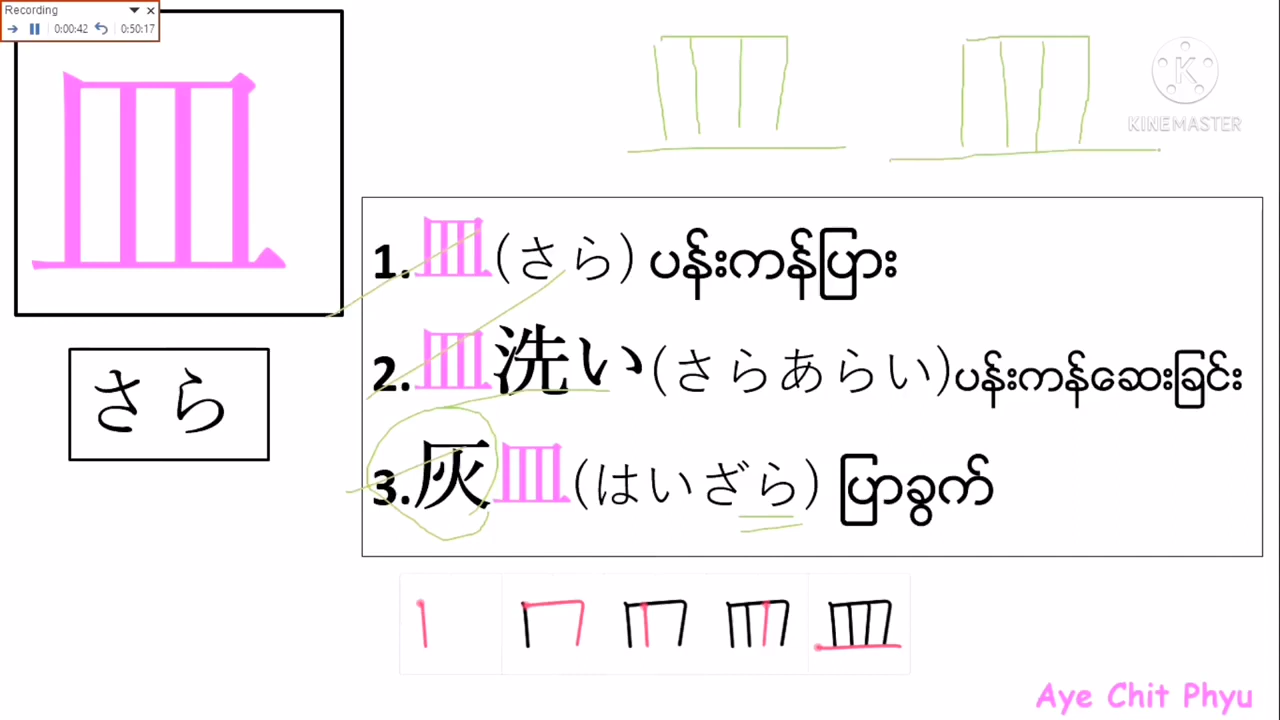 Recording
0:00:42 0:50:17
皿
KINEMASTER
さら
1.皿(さら) ပန်းကန်ပြား
2.皿洗い(さらあらい)ပန်းကန်ဆေးခြင်း
3.灰皿(はいざら) ပြာခွက်
Aye Chit Phyu